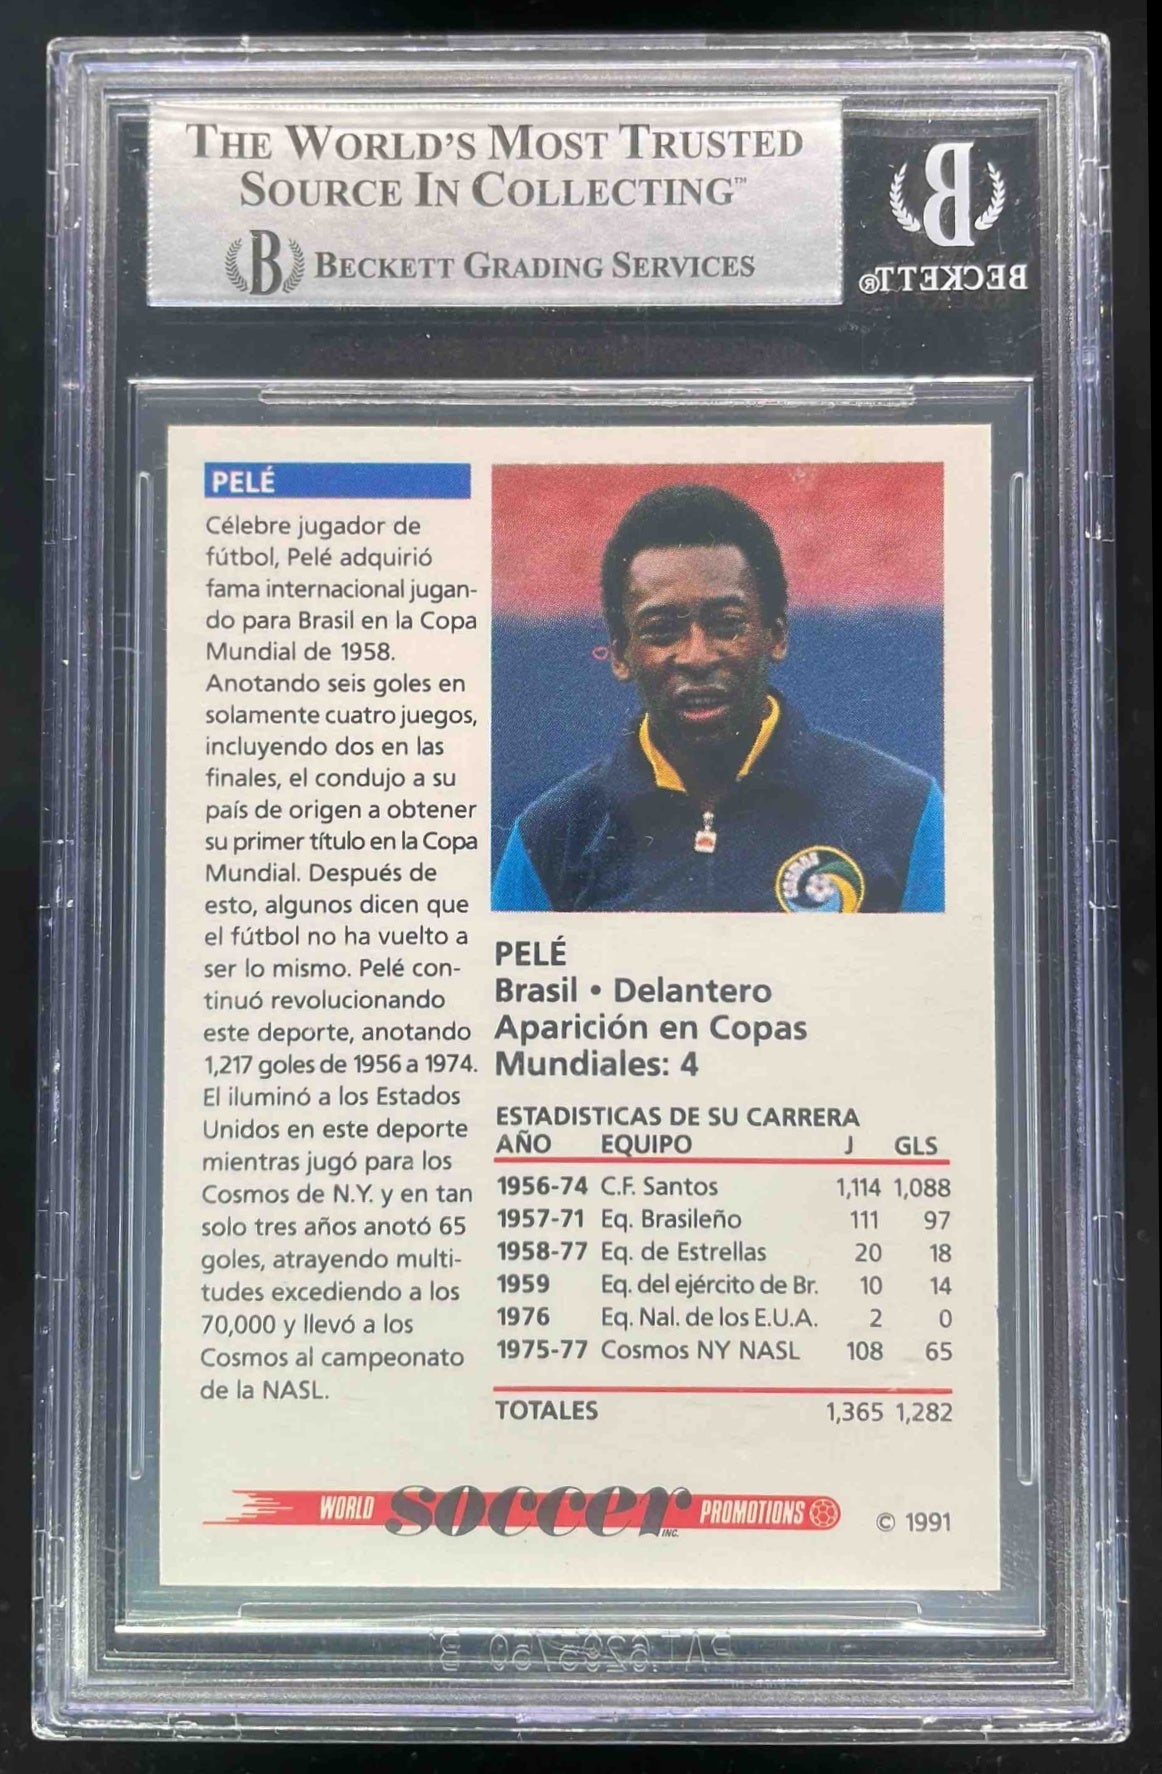 THE WORLD'S MOST TRUSTED
SOURCE IN COLLECTING™
B BECKETT GRADING SERVICES
B
BECKETT®
PELÉ
Célebre jugador de
fútbol, Pelé adquirió
fama internacional jugan-
do para Brasil en la Copa
Mundial de 1958.
Anotando seis goles en
solamente cuatro juegos,
incluyendo dos en las
finales, el condujo a su
país de origen a obtener
su primer título en la Copa
Mundial. Después de
esto, algunos dicen que
el fútbol no ha vuelto a
ser lo mismo. Pelé con-
tinuó revolucionando
este deporte, anotando
1,217 goles de 1956 a 1974.
El iluminó a los Estados
Unidos en este deporte
mientras jugó para los
Cosmos de N.Y. y en tan
solo tres años anotó 65
goles, atrayendo multi-
tudes excediendo a los
70,000 y llevó a los
Cosmos al campeonato
de la NASL.
COSMOS
PELÉ
Brasil • Delantero
Aparición en Copas
Mundiales: 4
ESTADISTICAS DE SU CARRERA
AÑO EQUIPO J GLS
1956-74 C.F. Santos 1,114 1,088
1957-71 Eq. Brasileño 111 97
1958-77 Eq. de Estrellas 20 18
1959 Eq. del ejército de Br. 10 14
1976 Eq. Nal. de los E.U.A. 2 0
1975-77 Cosmos NY NASL 108 65
TOTALES 1,365 1,282
WORLD soccer INC. PROMOTIONS © 1991